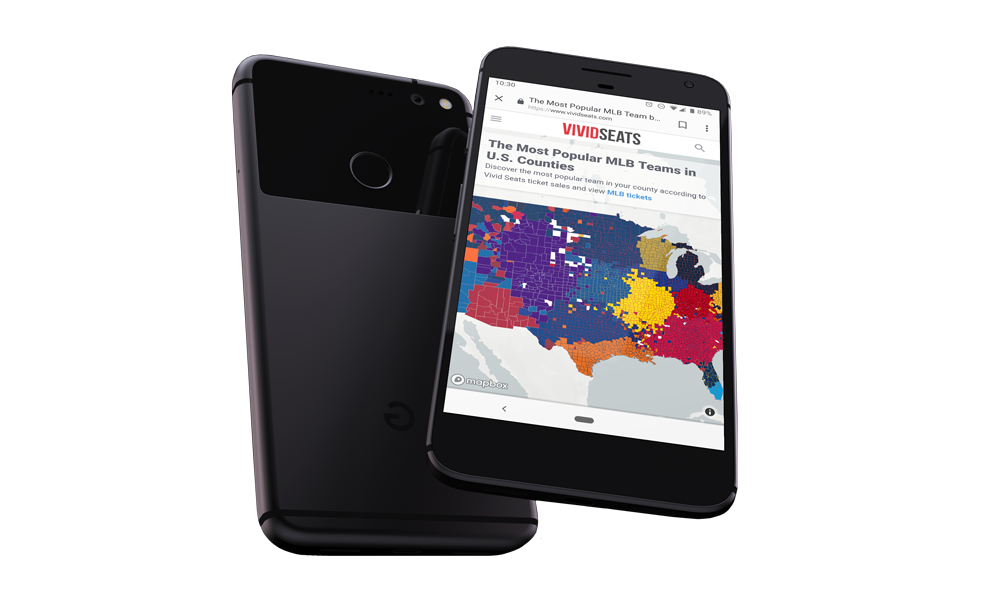 10:30
89%
The Most Popular MLB Team b...
https://www.vividseats.com
VIVIDSEATS
The Most Popular MLB Teams in
U.S. Counties
Discover the most popular team in your county according to
Vivid Seats ticket sales and view MLB tickets
mapbox